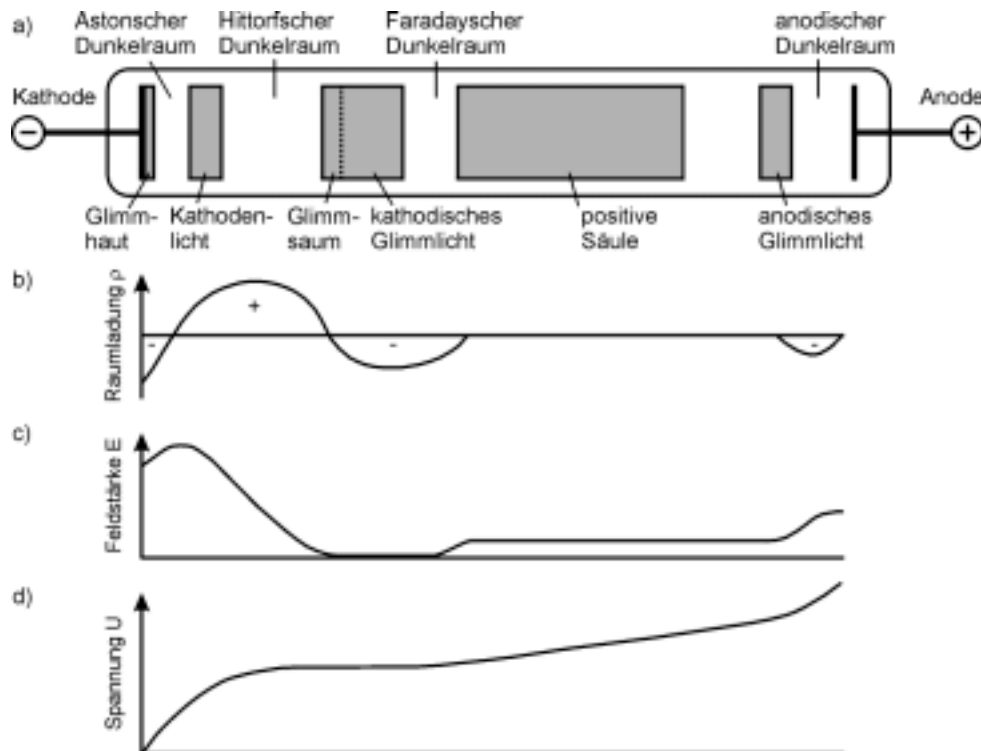 a)
Astonscher
Dunkelraum
Hittorfscher
Dunkelraum
Faradayscher
Dunkelraum
anodischer
Dunkelraum
Kathode
Anode
−
+
Glimm-
haut
Kathoden-
licht
Glimm-
saum
kathodisches
Glimmlicht
positive
Säule
anodisches
Glimmlicht
b)
Raumladung ρ
-
+
-
-
c)
Feldstärke E
d)
Spannung U